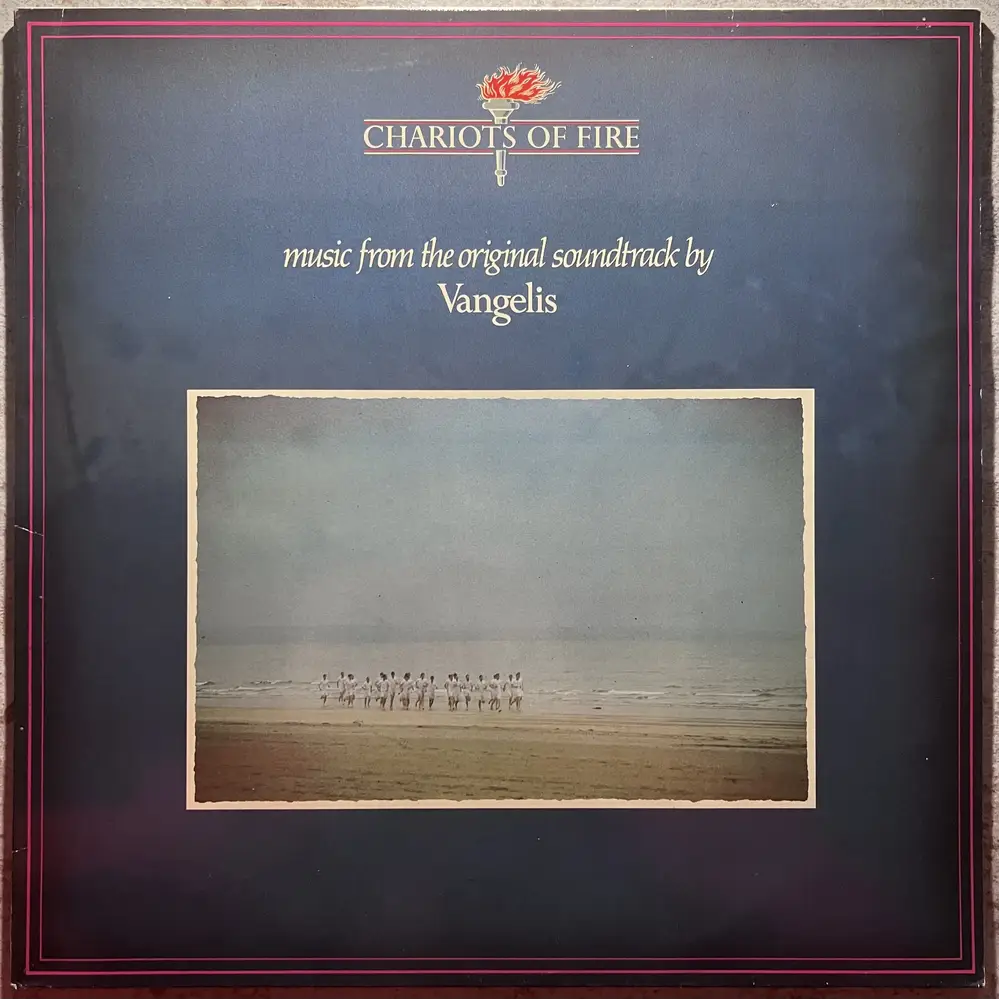 CHARIOTS OF FIRE
music from the original soundtrack by
Vangelis